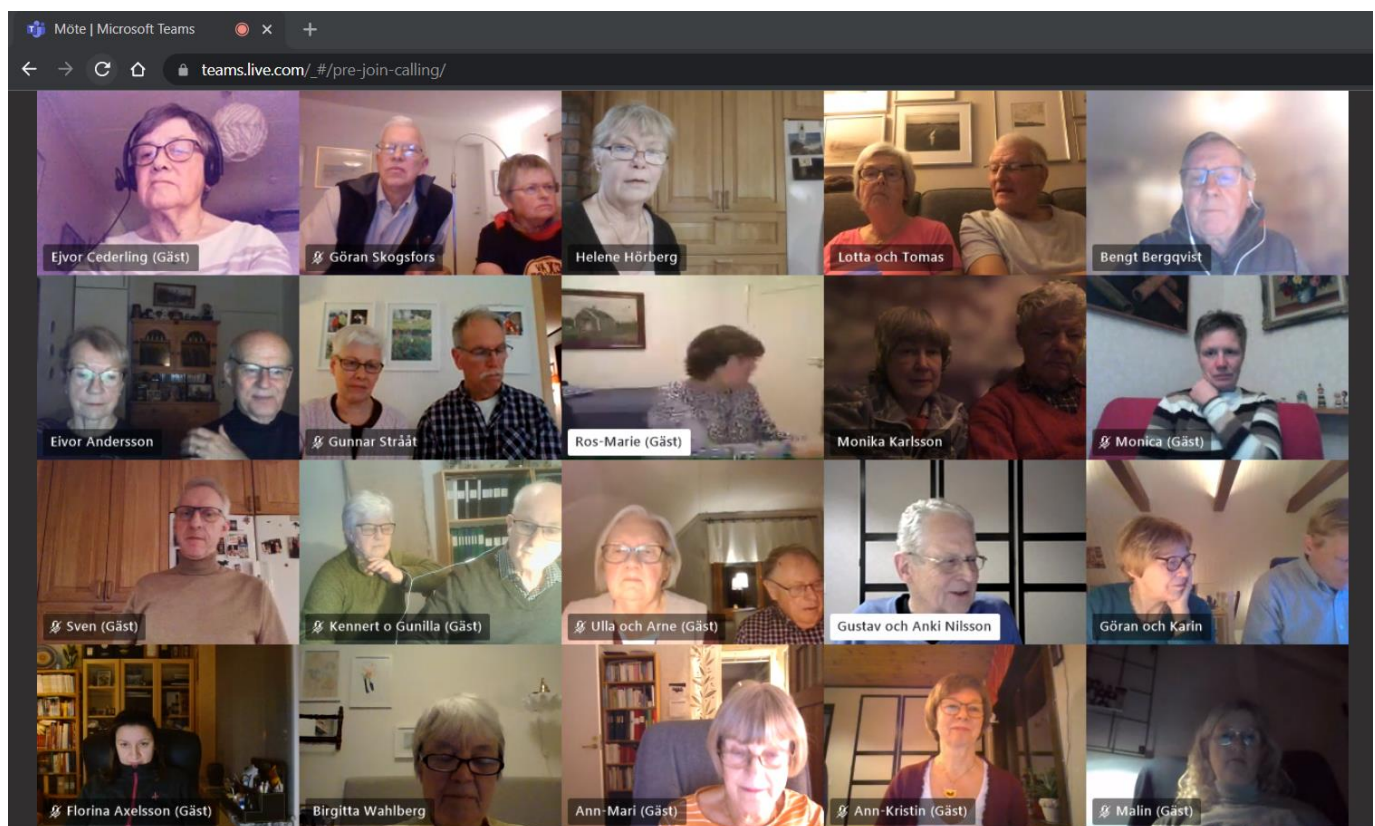 Möte | Microsoft Teams
teams.live.com/_#/pre-join-calling/
Ejvor Cederling (Gäst)
Göran Skogsfors
Helene Hörberg
Lotta och Tomas
Bengt Bergqvist
Eivor Andersson
Gunnar Strååt
Ros-Marie (Gäst)
Monika Karlsson
Monica (Gäst)
Sven (Gäst)
Kennert o Gunilla (Gäst)
Ulla och Arne (Gäst)
Gustav och Anki Nilsson
Göran och Karin
Florina Axelsson (Gäst)
Birgitta Wahlberg
Ann-Mari (Gäst)
Ann-Kristin (Gäst)
Malin (Gäst)